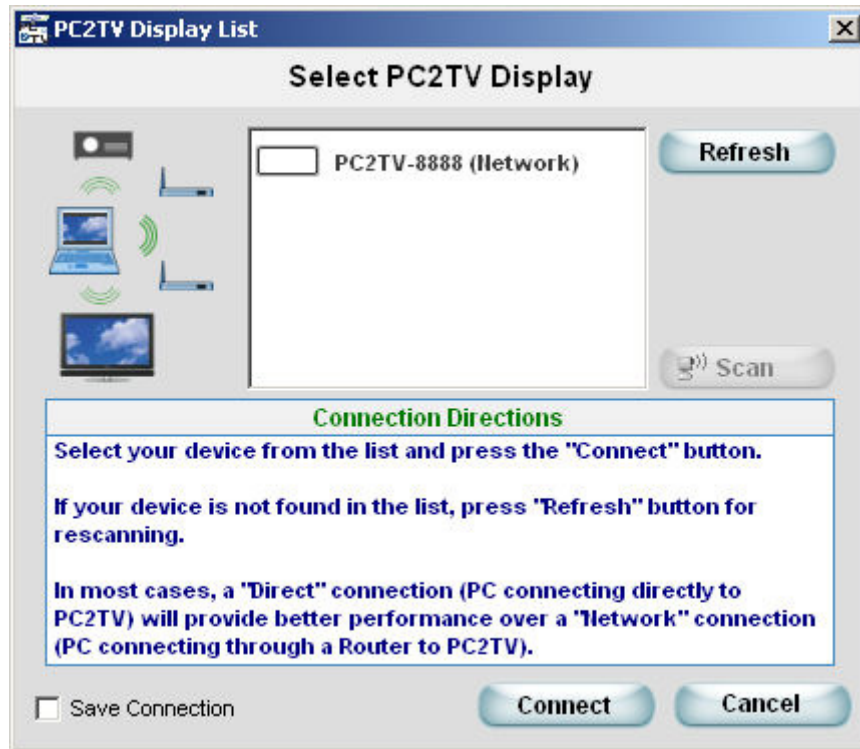 PC2TV Display List
Select PC2TV Display
PC2TV-8888 (Network)
Refresh
Scan
Connection Directions
Select your device from the list and press the "Connect" button.
If your device is not found in the list, press "Refresh" button for
rescanning.
In most cases, a "Direct" connection (PC connecting directly to
PC2TV) will provide better performance over a "Network" connection
(PC connecting through a Router to PC2TV).
Save Connection
Connect
Cancel